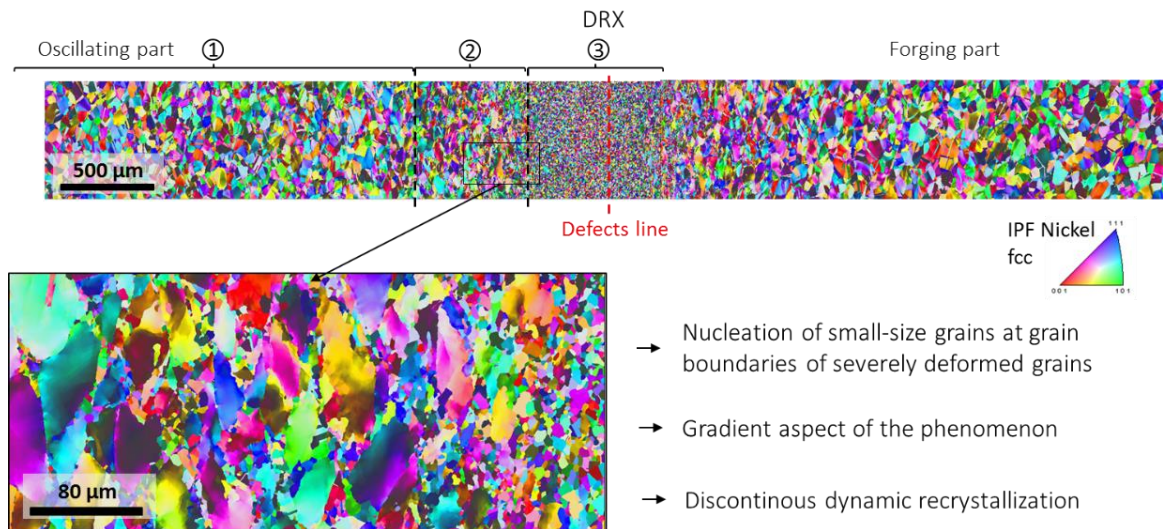 DRX
Oscillating part
①
②
③
Forging part
500 µm
Defects line
IPF Nickel
fcc
111
001
101
80 µm
→ Nucleation of small-size grains at grain
boundaries of severely deformed grains
→ Gradient aspect of the phenomenon
→ Discontinous dynamic recrystallization